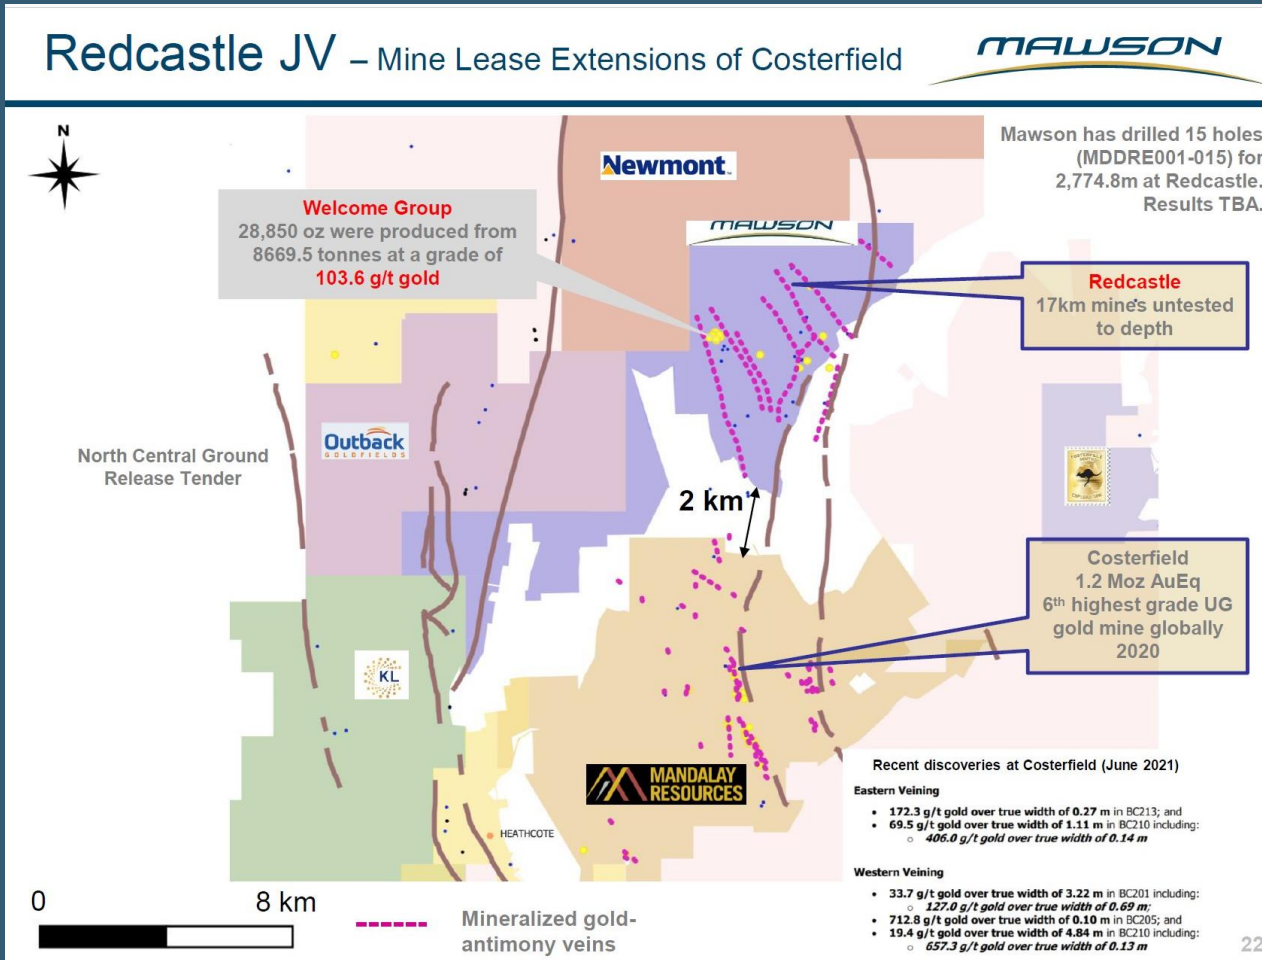 Redcastle JV – Mine Lease Extensions of Costerfield
MAWSON
N
Mawson has drilled 15 holes
(MDDRE001-015) for
2,774.8m at Redcastle.
Results TBA.
Newmont™
Welcome Group
28,850 oz were produced from
8669.5 tonnes at a grade of
103.6 g/t gold
MAWSON
Redcastle
17km mines untested
to depth
Outback
GOLDFIELDS
North Central Ground
Release Tender
2 km
Costerfield
1.2 Moz AuEq
6th highest grade UG
gold mine globally
2020
KL
MANDALAY
RESOURCES
HEATHCOTE
Recent discoveries at Costerfield (June 2021)
Eastern Veining
• 172.3 g/t gold over true width of 0.27 m in BC213; and
• 69.5 g/t gold over true width of 1.11 m in BC210 including:
○ 406.0 g/t gold over true width of 0.14 m
Western Veining
• 33.7 g/t gold over true width of 3.22 m in BC201 including:
○ 127.0 g/t gold over true width of 0.69 m;
• 712.8 g/t gold over true width of 0.10 m in BC205; and
• 19.4 g/t gold over true width of 4.84 m in BC210 including:
○ 657.3 g/t gold over true width of 0.13 m
0 8 km
Mineralized gold-
antimony veins
22